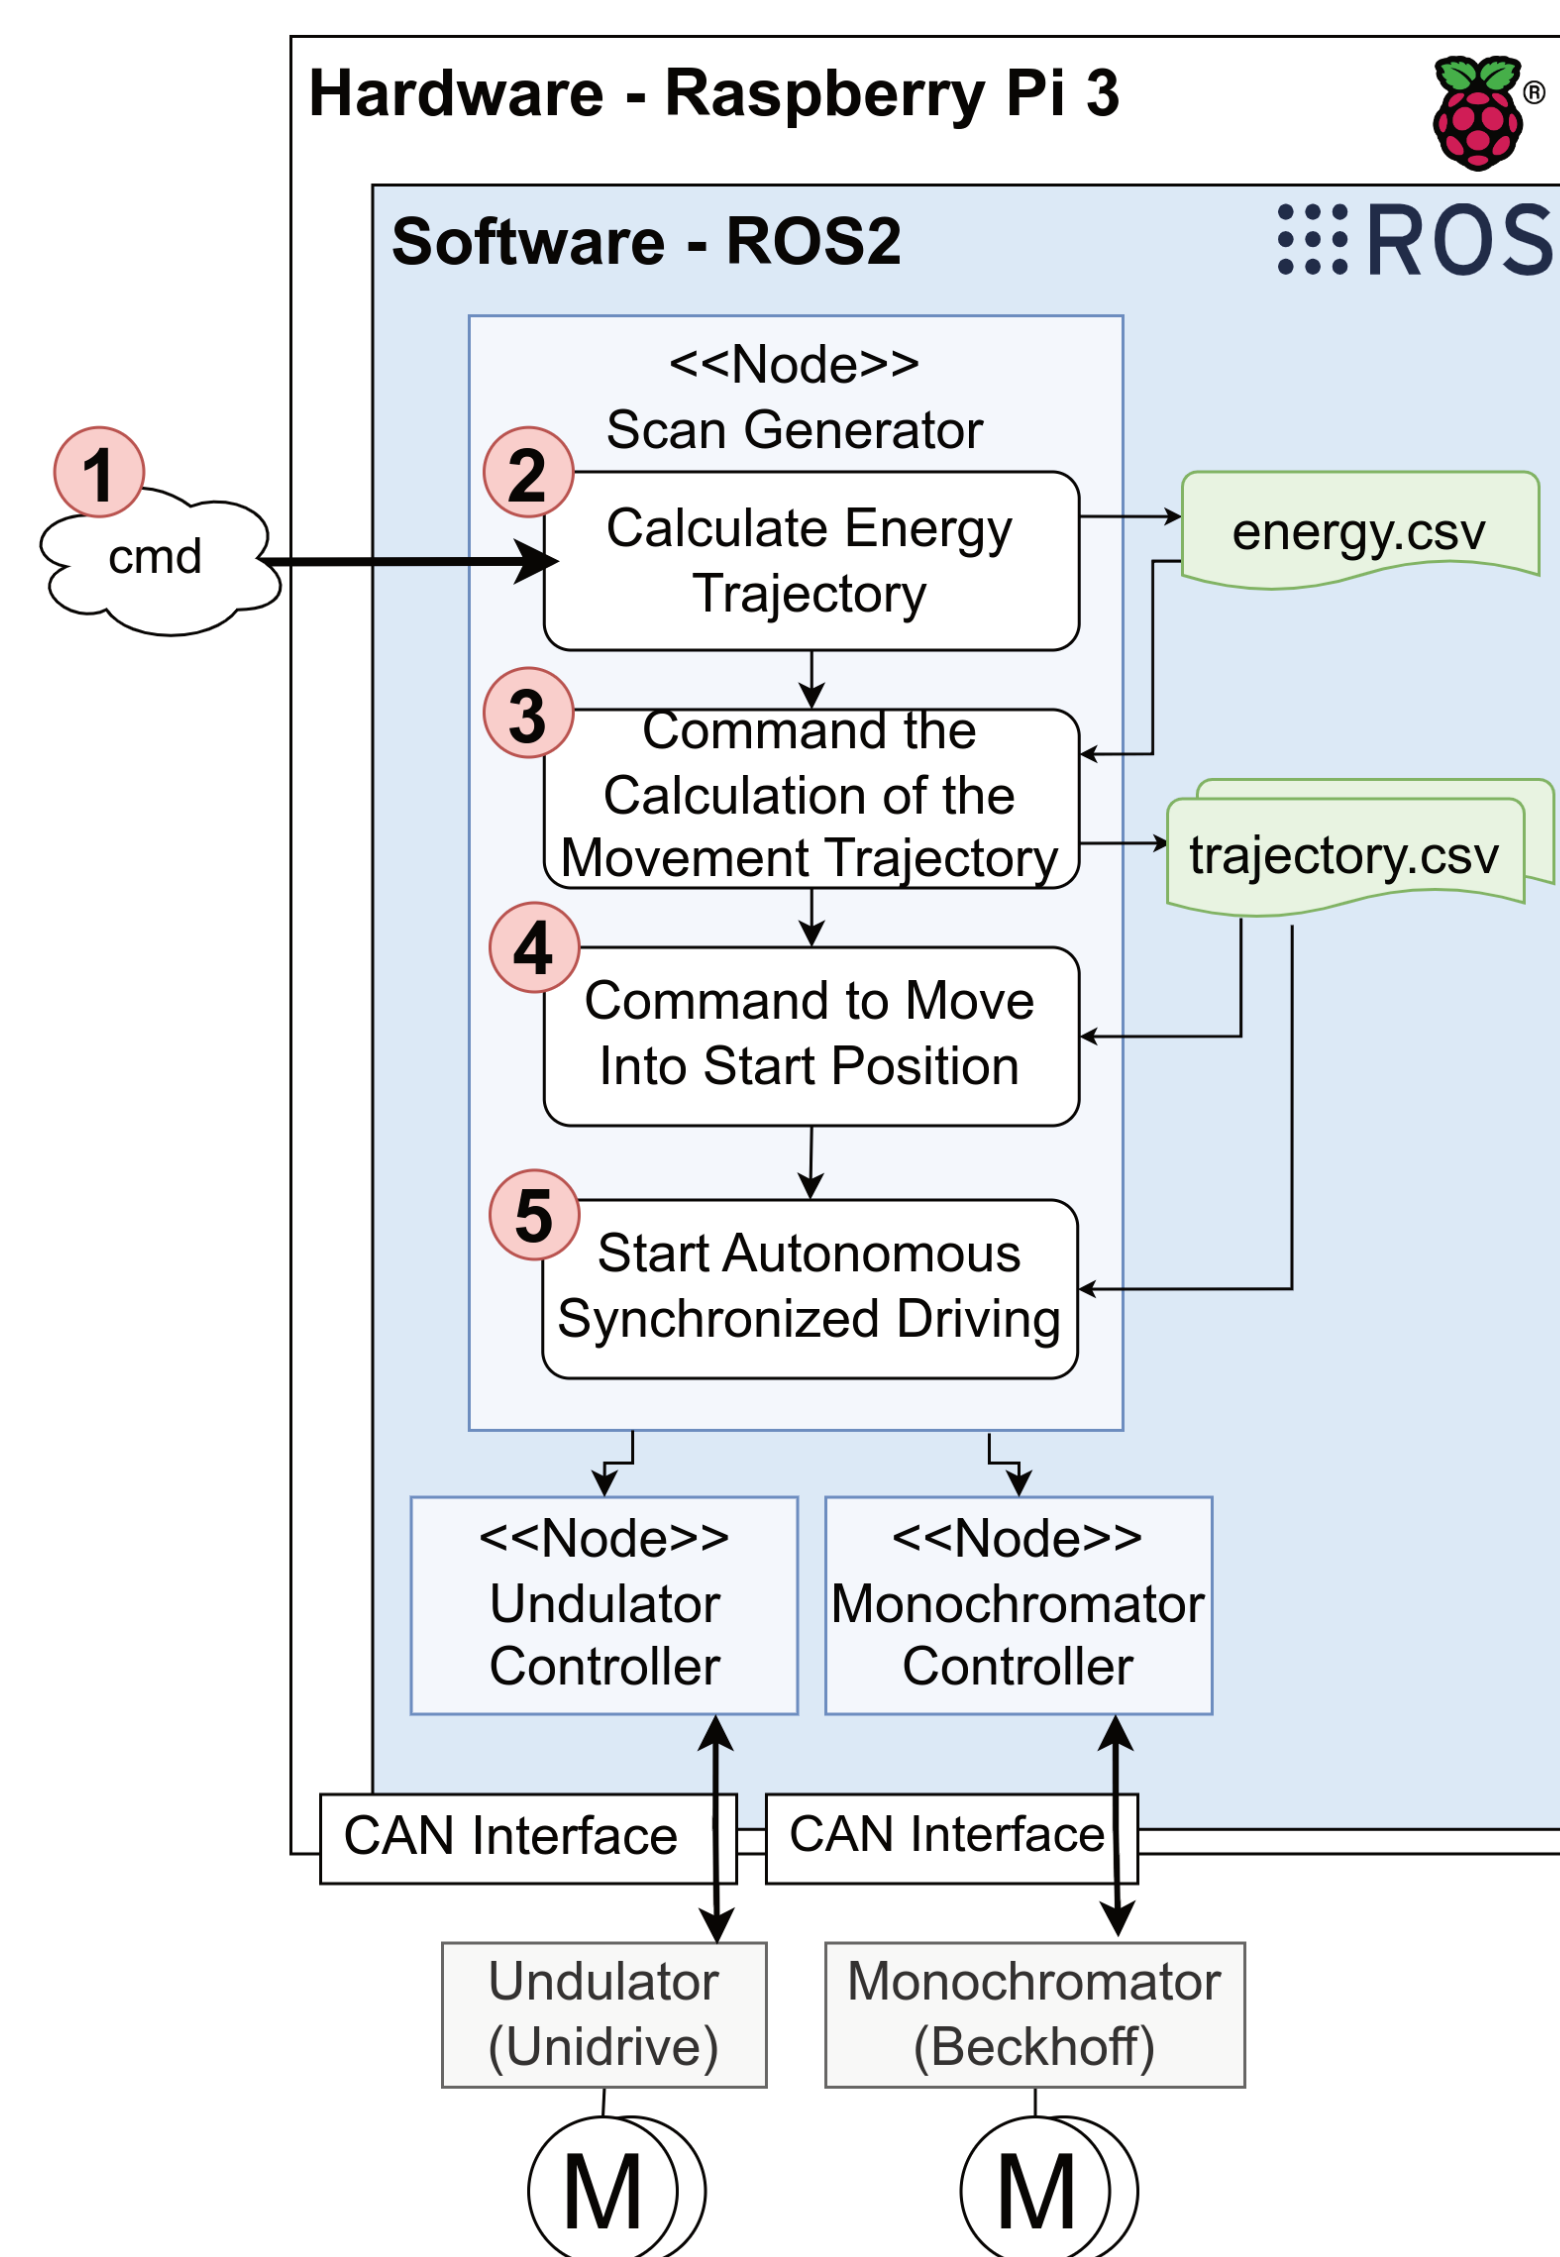 Hardware - Raspberry Pi 3
®
Software - ROS2
ROS
<<Node>>
Scan Generator
1
cmd
2
Calculate Energy
Trajectory
energy.csv
3
Command the
Calculation of the
Movement Trajectory
trajectory.csv
4
Command to Move
Into Start Position
5
Start Autonomous
Synchronized Driving
<<Node>>
Undulator
Controller
<<Node>>
Monochromator
Controller
CAN Interface
CAN Interface
Undulator
(Unidrive)
Monochromator
(Beckhoff)
M
M